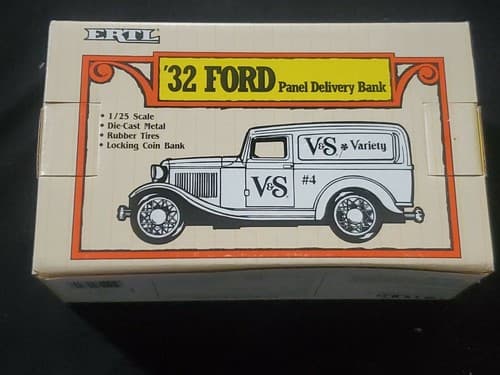 ERTL
'32 FORD Panel Delivery Bank
• 1/25 Scale
• Die-Cast Metal
• Rubber Tires
• Locking Coin Bank
V&S Variety
V&S #4